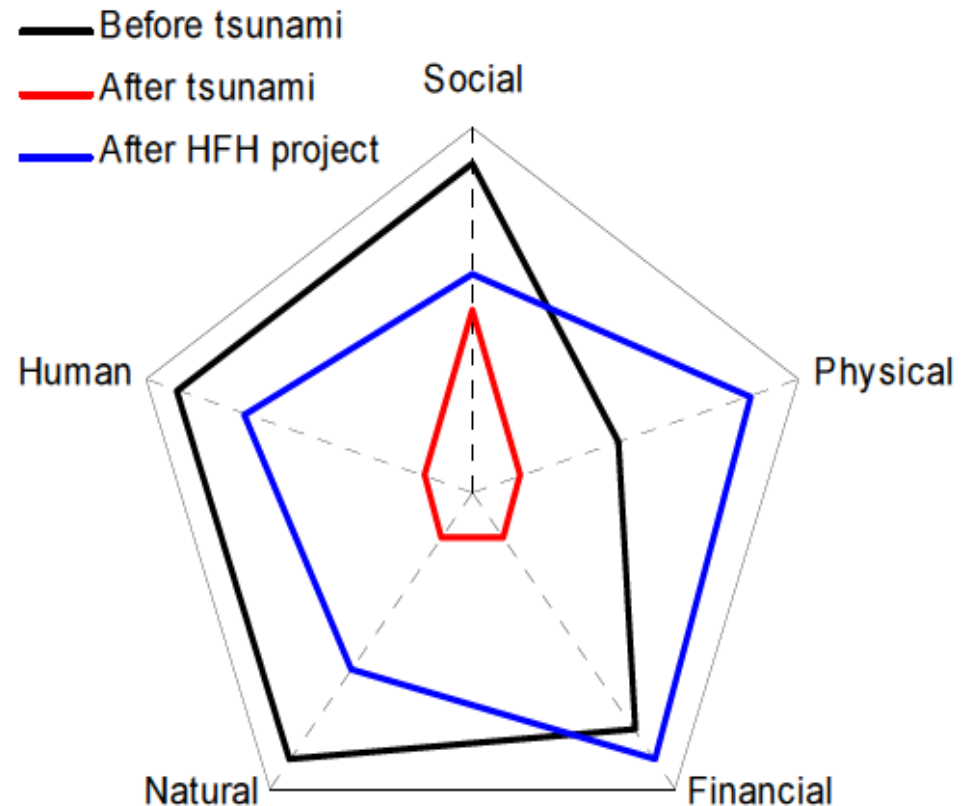 Before tsunami
After tsunami
After HFH project
Social
Human
Physical
Natural
Financial